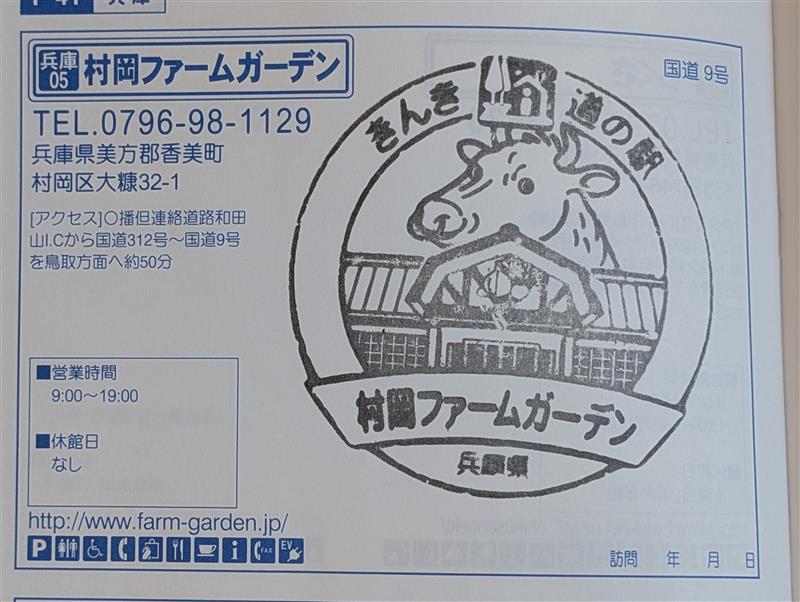 兵庫
兵庫
05
村岡ファームガーデン
国道 9号
TEL.0796-98-1129
兵庫県美方郡香美町
村岡区大糠32-1
[アクセス]○播但連絡道路和田
山I.Cから国道312号〜国道9号
を鳥取方面へ約50分
きんき 道の駅
村岡ファームガーデン
兵庫県
■営業時間
9:00〜19:00
■休館日
なし
http://www.farm-garden.jp/
P i FAX EV
訪問 年 月 日